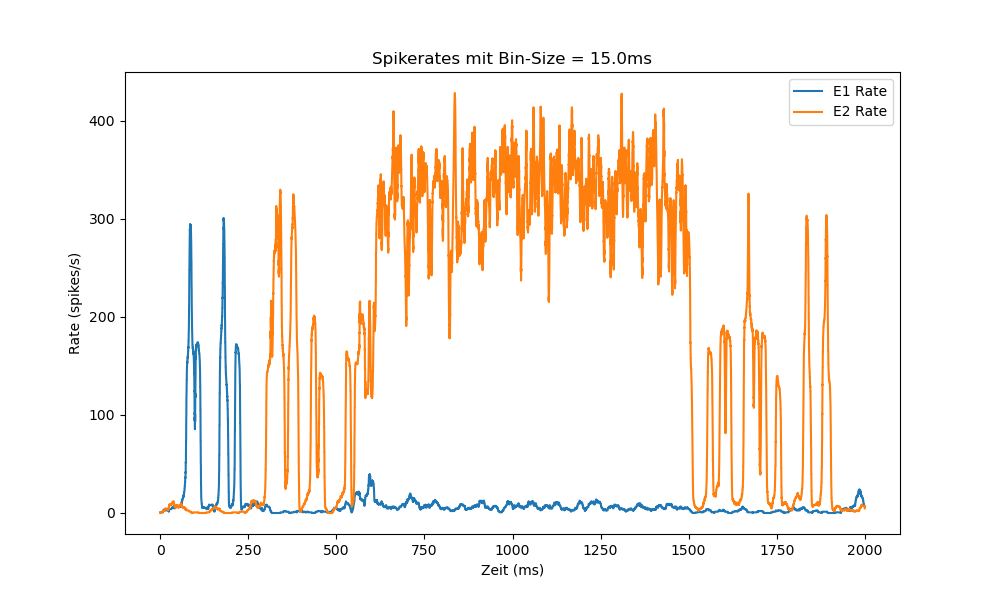 Spikerates mit Bin-Size = 15.0ms
E1 Rate
E2 Rate
Rate (spikes/s)
400
300
200
100
0
0 250 500 750 1000 1250 1500 1750 2000
Zeit (ms)